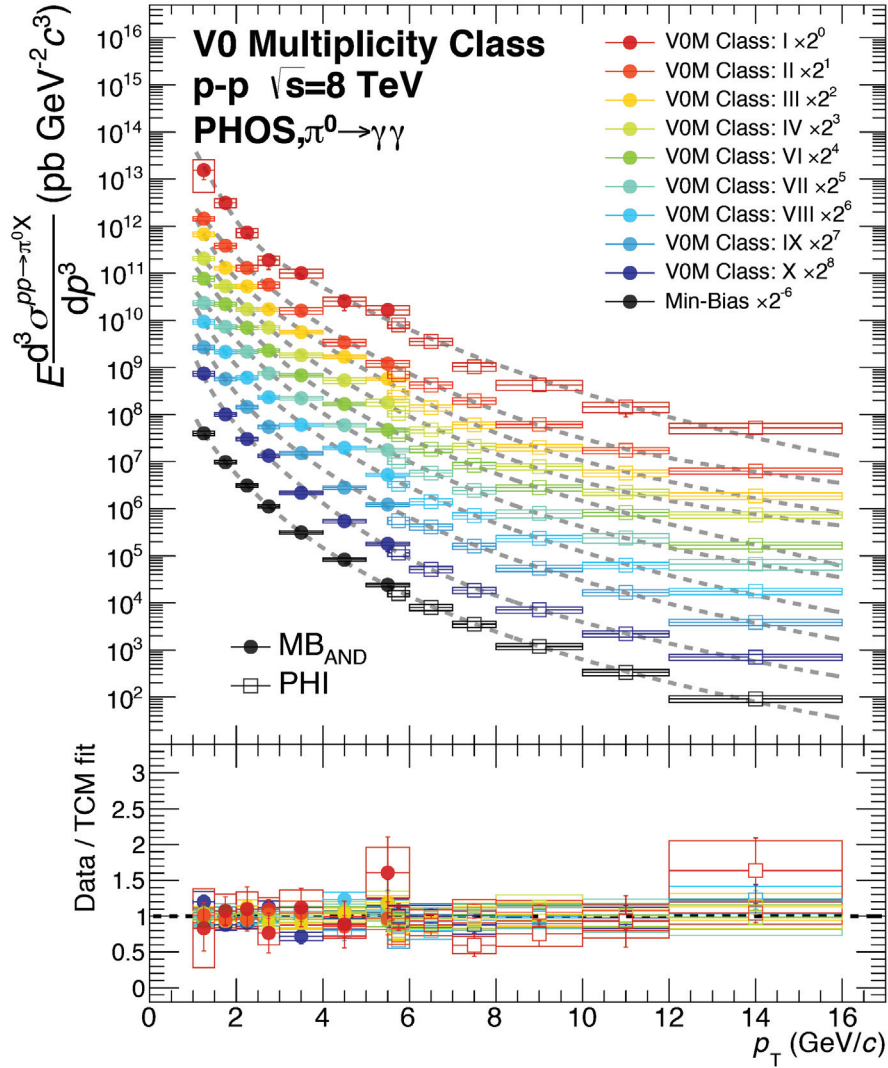 V0 Multiplicity Class
p-p √s=8 TeV
PHOS,π⁰→γγ
V0M Class: I ×2⁰
V0M Class: II ×2¹
V0M Class: III ×2²
V0M Class: IV ×2³
V0M Class: VI ×2⁴
V0M Class: VII ×2⁵
V0M Class: VIII ×2⁶
V0M Class: IX ×2⁷
V0M Class: X ×2⁸
Min-Bias ×2⁻⁶
E d³σ^{pp→π⁰X}/dp³ (pb GeV⁻²c³)
10¹⁶
10¹⁵
10¹⁴
10¹³
10¹²
10¹¹
10¹⁰
10⁹
10⁸
10⁷
10⁶
10⁵
10⁴
10³
10²
MB_AND
PHI
Data / TCM fit
3
2.5
2
1.5
1
0.5
0
0 2 4 6 8 10 12 14 16
p_T (GeV/c)